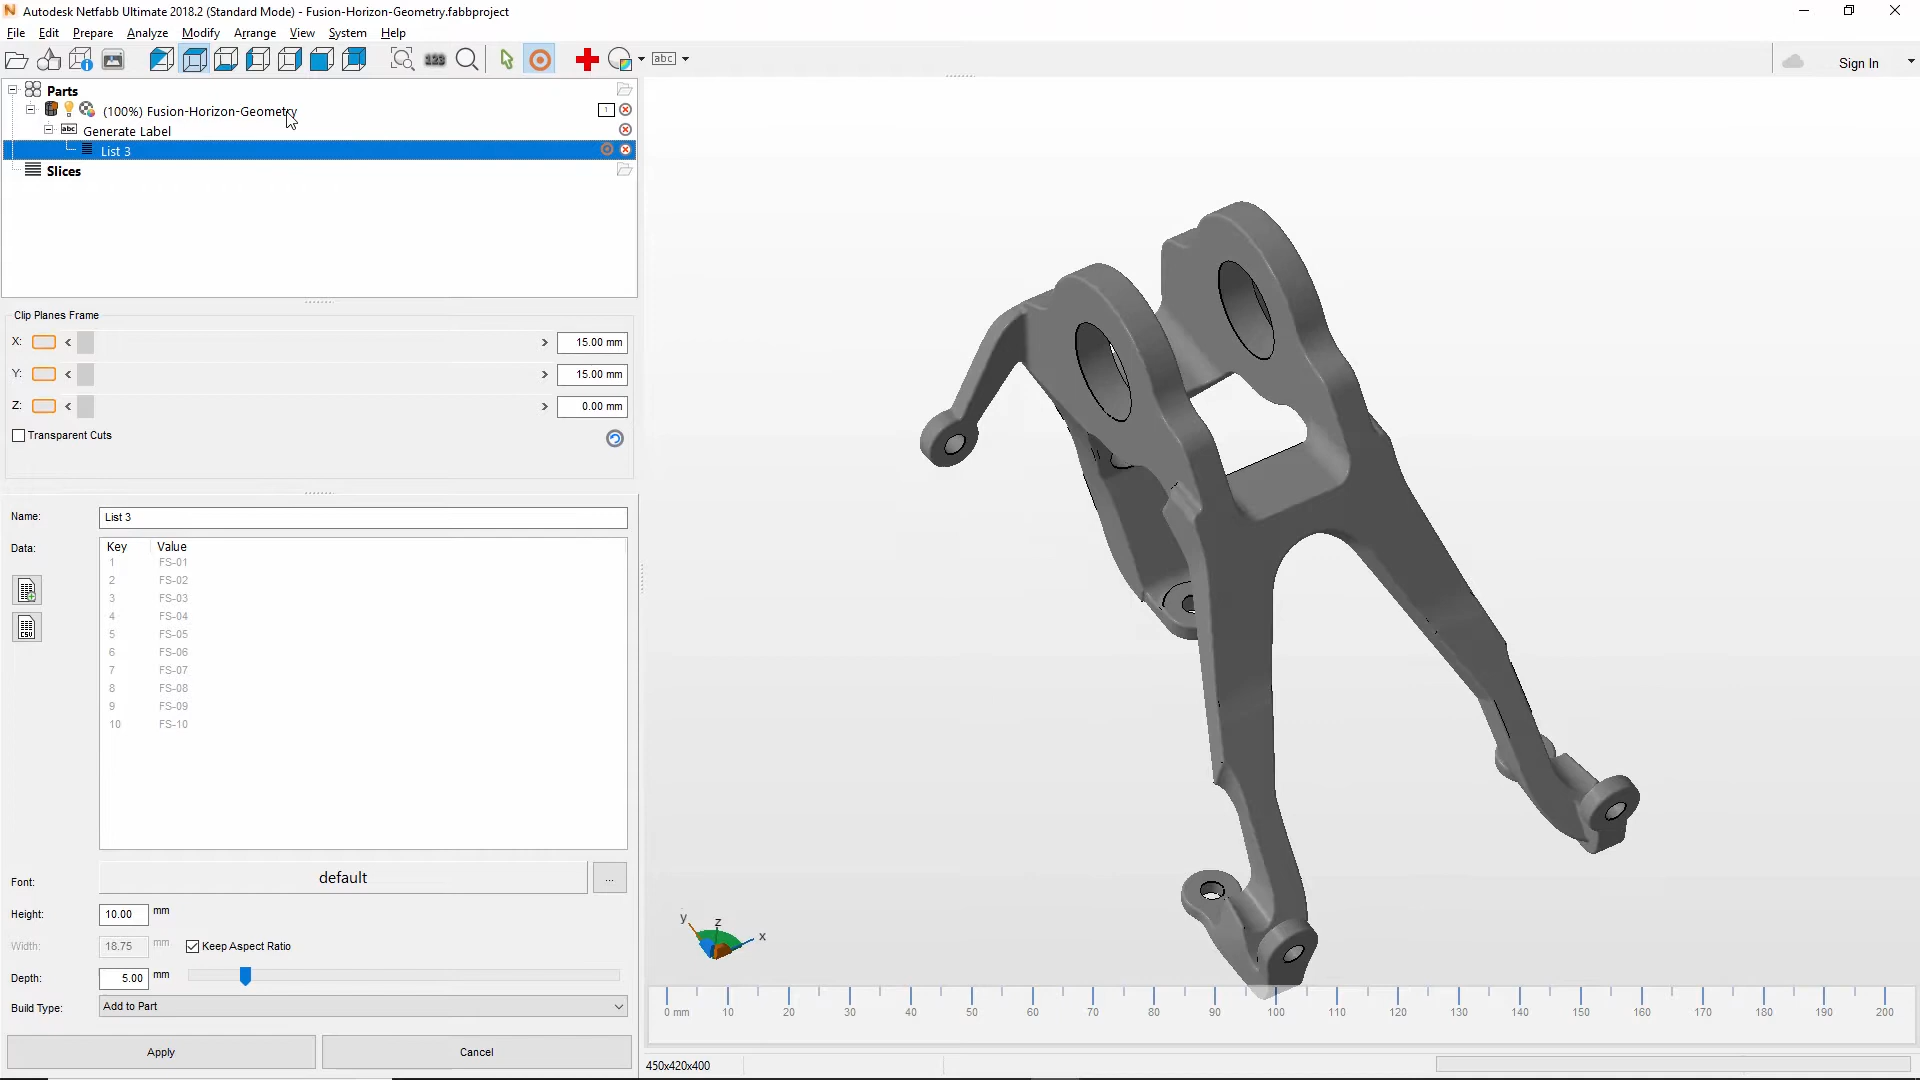 Autodesk Netfabb Ultimate 2018.2 (Standard Mode) - Fusion-Horizon-Geometry.fabbproject
File Edit Prepare Analyze Modify Arrange View System Help
123
abc
Sign In
Parts
(100%) Fusion-Horizon-Geometry
1
abc Generate Label
List 3
Slices
Clip Planes Frame
X: < > 15.00 mm
Y: < > 15.00 mm
Z: < > 0.00 mm
Transparent Cuts
Name: List 3
Data:
Key Value
1 FS-01
2 FS-02
3 FS-03
4 FS-04
5 FS-05
6 FS-06
7 FS-07
8 FS-08
9 FS-09
10 FS-10
CSV
Font: default ...
Height: 10.00 mm
Width: 18.75 mm Keep Aspect Ratio
Depth: 5.00 mm
Build Type: Add to Part
Apply Cancel
y z x
0 mm 10 20 30 40 50 60 70 80 90 100 110 120 130 140 150 160 170 180 190 200
450x420x400